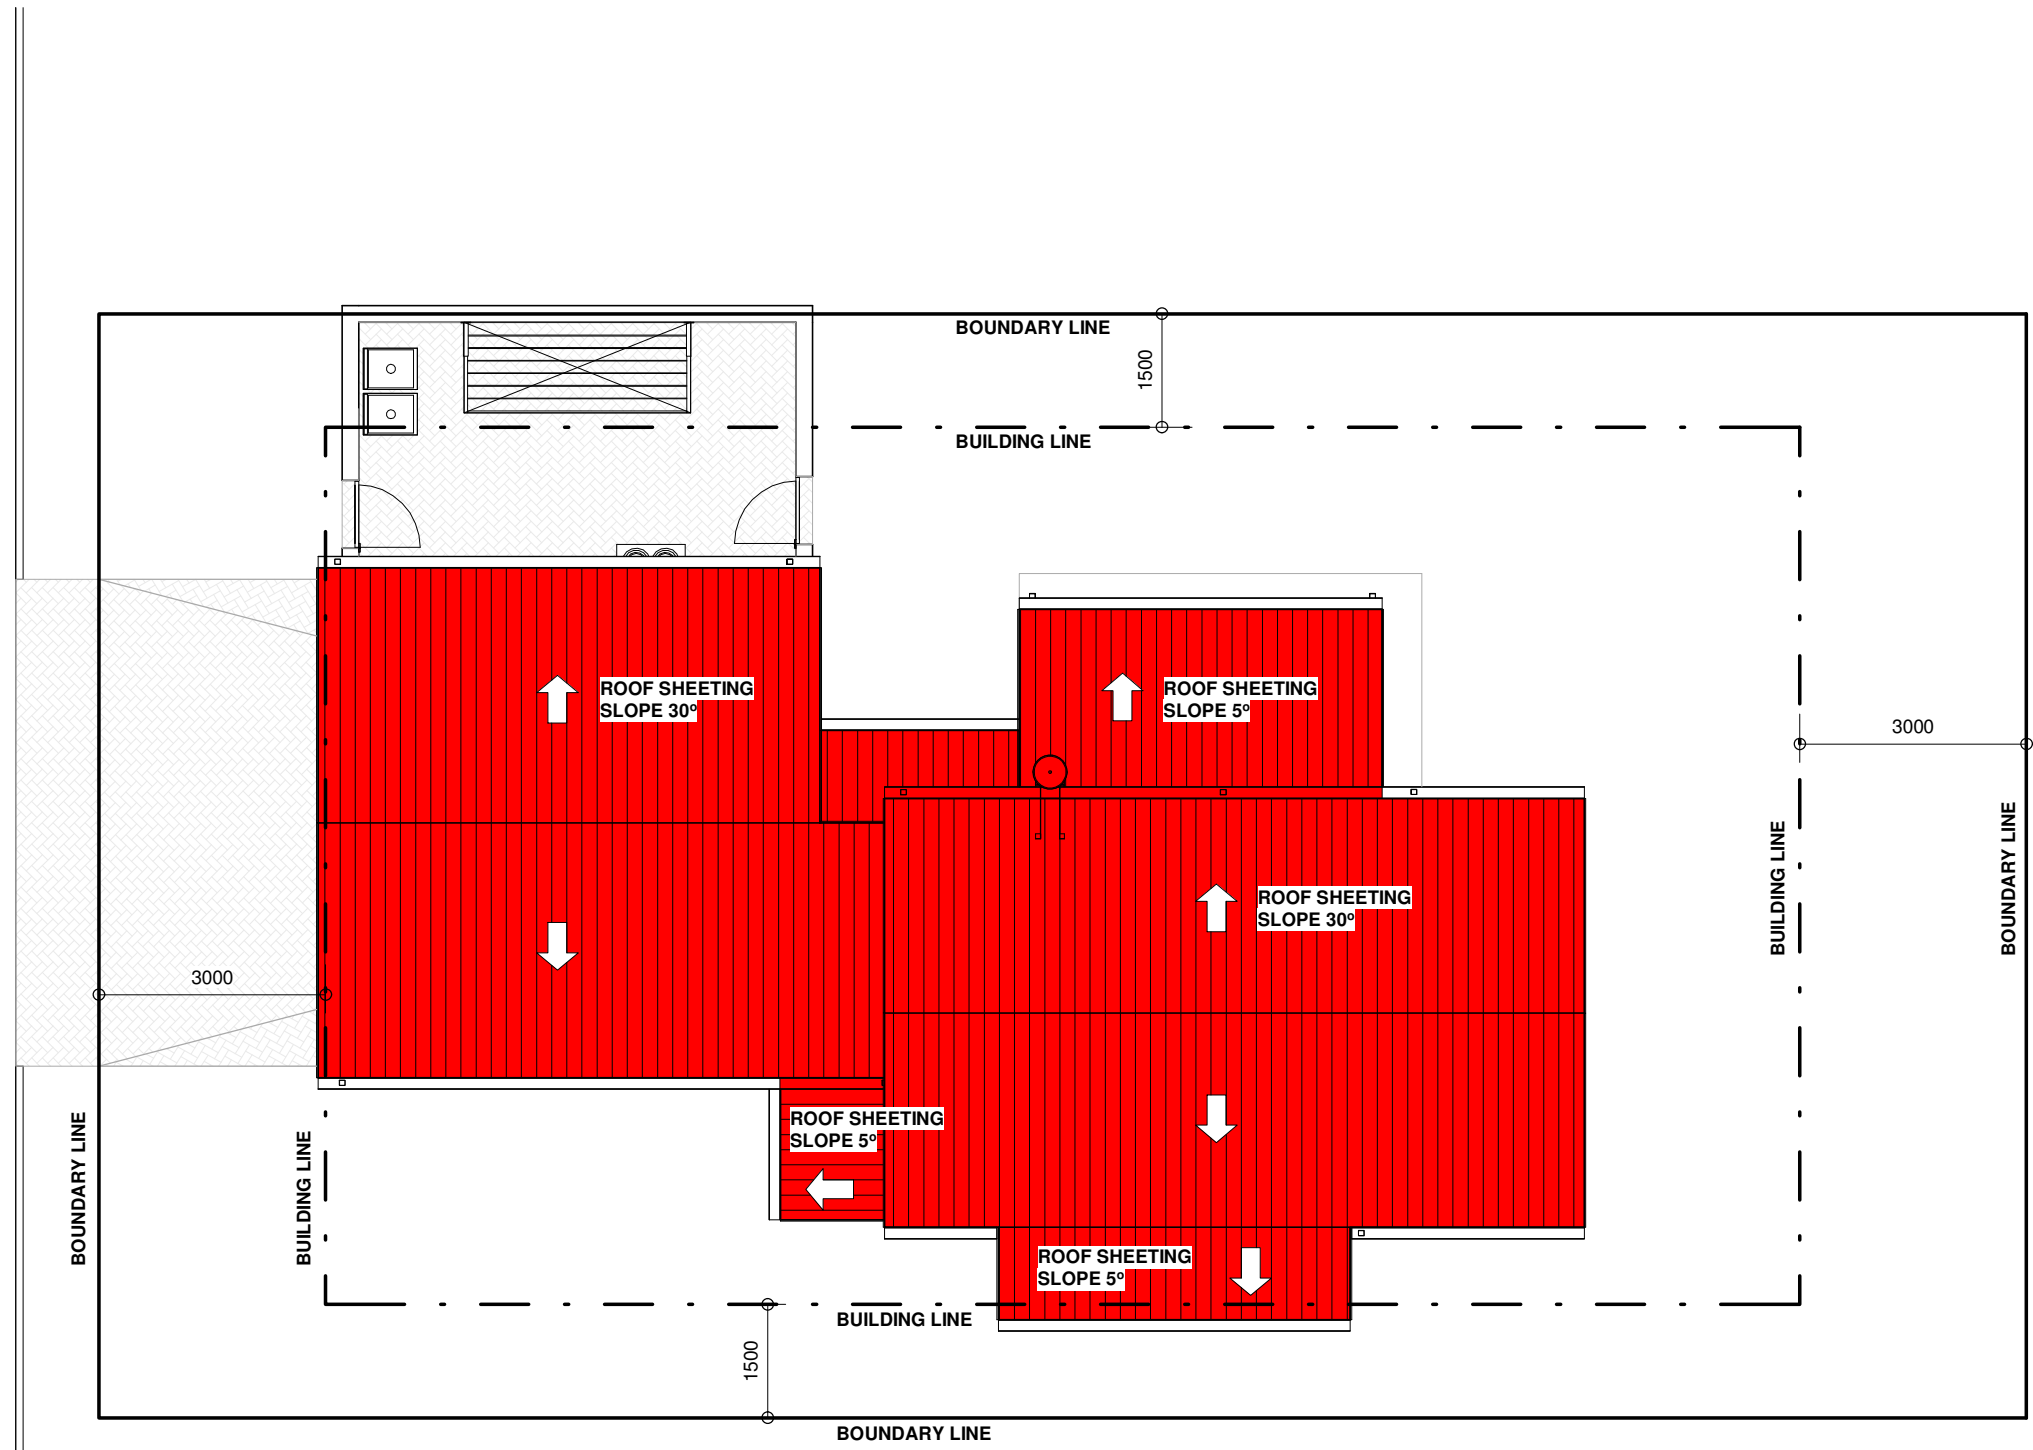 BOUNDARY LINE
1500
BUILDING LINE
ROOF SHEETING
SLOPE 30º
ROOF SHEETING
SLOPE 5º
3000
BUILDING LINE
BOUNDARY LINE
ROOF SHEETING
SLOPE 30º
3000
BOUNDARY LINE
BUILDING LINE
ROOF SHEETING
SLOPE 5º
ROOF SHEETING
SLOPE 5º
BUILDING LINE
1500
BOUNDARY LINE